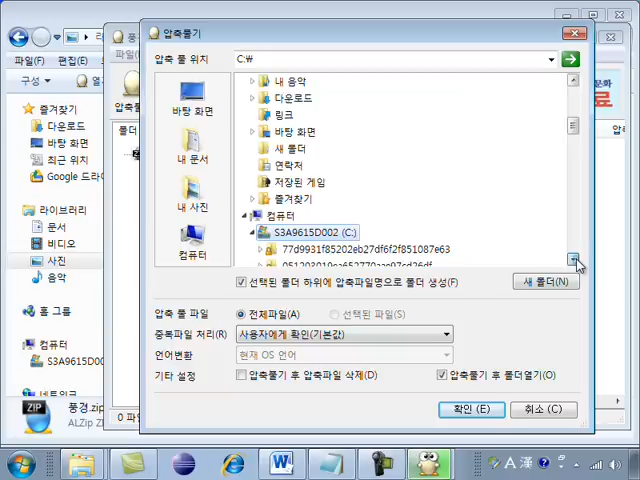 압축풀기
압축 풀 위치
C:\
파일(F)
편집(E)
구성
즐겨찾기
다운로드
바탕 화면
최근 위치
Google 드라
라이브러리
문서
비디오
사진
음악
홈 그룹
컴퓨터
S3A9615D00
네트워크
풍경.zip
바탕 화면
내 문서
내 사진
컴퓨터
내 음악
다운로드
링크
바탕 화면
새 폴더
연락처
저장된 게임
즐겨찾기
컴퓨터
S3A9615D002 (C:)
77d9931f85202eb27df6f2f851087e63
선택된 폴더 하위에 압축파일명으로 폴더 생성(F)
새 폴더(N)
압축 풀 파일
전체파일(A)
선택된 파일(S)
중복파일 처리(R)
사용자에게 확인(기본값)
언어변환
현재 OS 언어
기타 설정
압축풀기 후 압축파일 삭제(D)
압축풀기 후 폴더열기(O)
확인 (E)
취소 (C)
폴더
문화
료
ZIP
A 漢